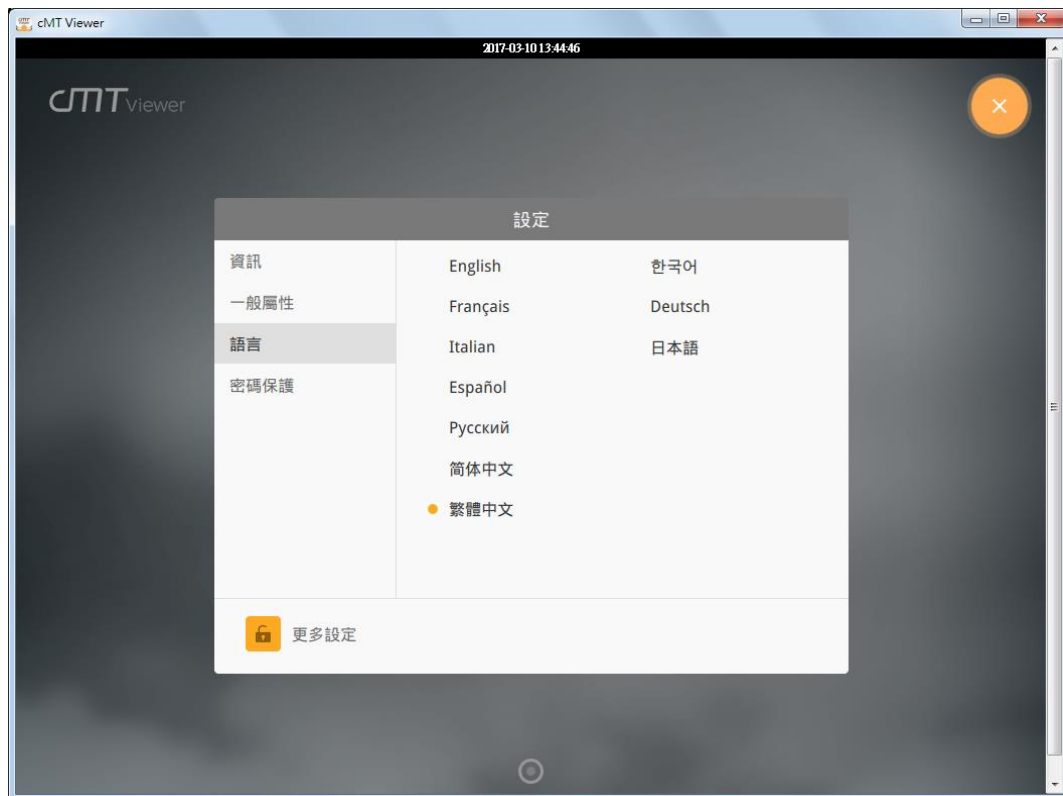 cMT Viewer
2017-03-10 13:44:46
cMT Viewer
設定
資訊
一般屬性
語言
密碼保護
English
Français
Italian
Español
Русский
简体中文
繁體中文
한국어
Deutsch
日本語
更多設定